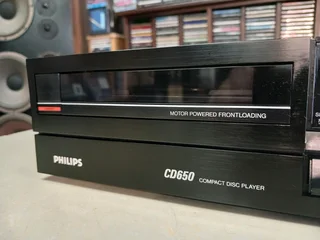 MOTOR POWERED FRONTLOADING
PHILIPS
CD650 COMPACT DISC PLAYER